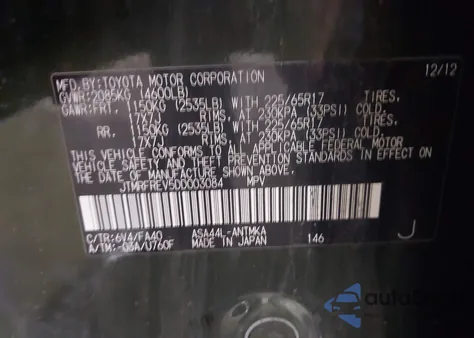 MFD.BY:TOYOTA MOTOR CORPORATION 12/12
GVWR:2085KG (4600LB)
GAWR:FRT. 1150KG (2535LB) WITH 225/65R17 TIRES,
17X7J RIMS, AT 230KPA (33PSI) COLD.
RR. 1150KG (2535LB) WITH 225/65R17 TIRES,
17X7J RIMS, AT 230KPA (33PSI) COLD.
THIS VEHICLE CONFORMS TO ALL APPLICABLE FEDERAL MOTOR
VEHICLE SAFETY AND THEFT PREVENTION STANDARDS IN EFFECT ON
THE DATE OF MANUFACTURE SHOWN ABOVE.
JTMRFREV5DD003084 MPV
C/TR:6V4/FA40 ASA44L-ANTMKA
A/TM:-03A/U760F MADE IN JAPAN 146 J